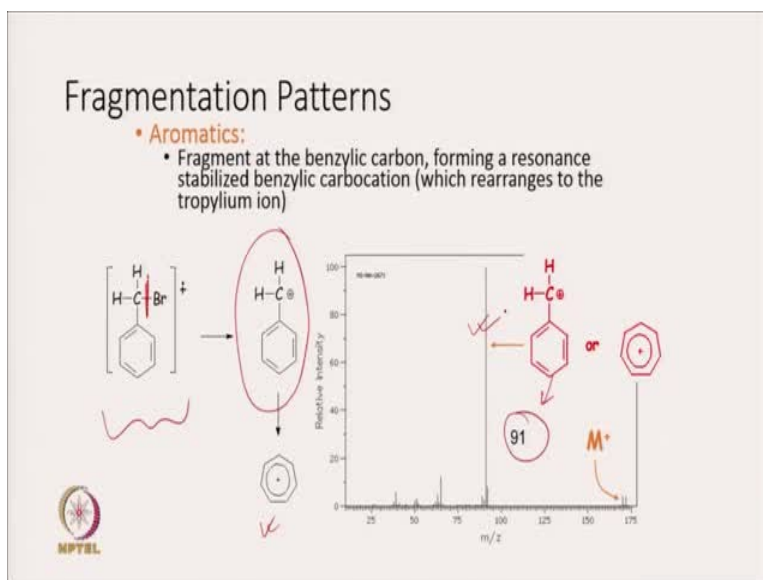 Fragmentation Patterns
• Aromatics:
• Fragment at the benzylic carbon, forming a resonance
stabilized benzylic carbocation (which rearranges to the
tropylium ion)
H
H-C-Br
+
H
H-C⊕
+
Relative Intensity
100
80
60
40
20
0
25 50 75 100 125 150 175
m/z
H
H-C⊕
or
+
91
M+
NPTEL